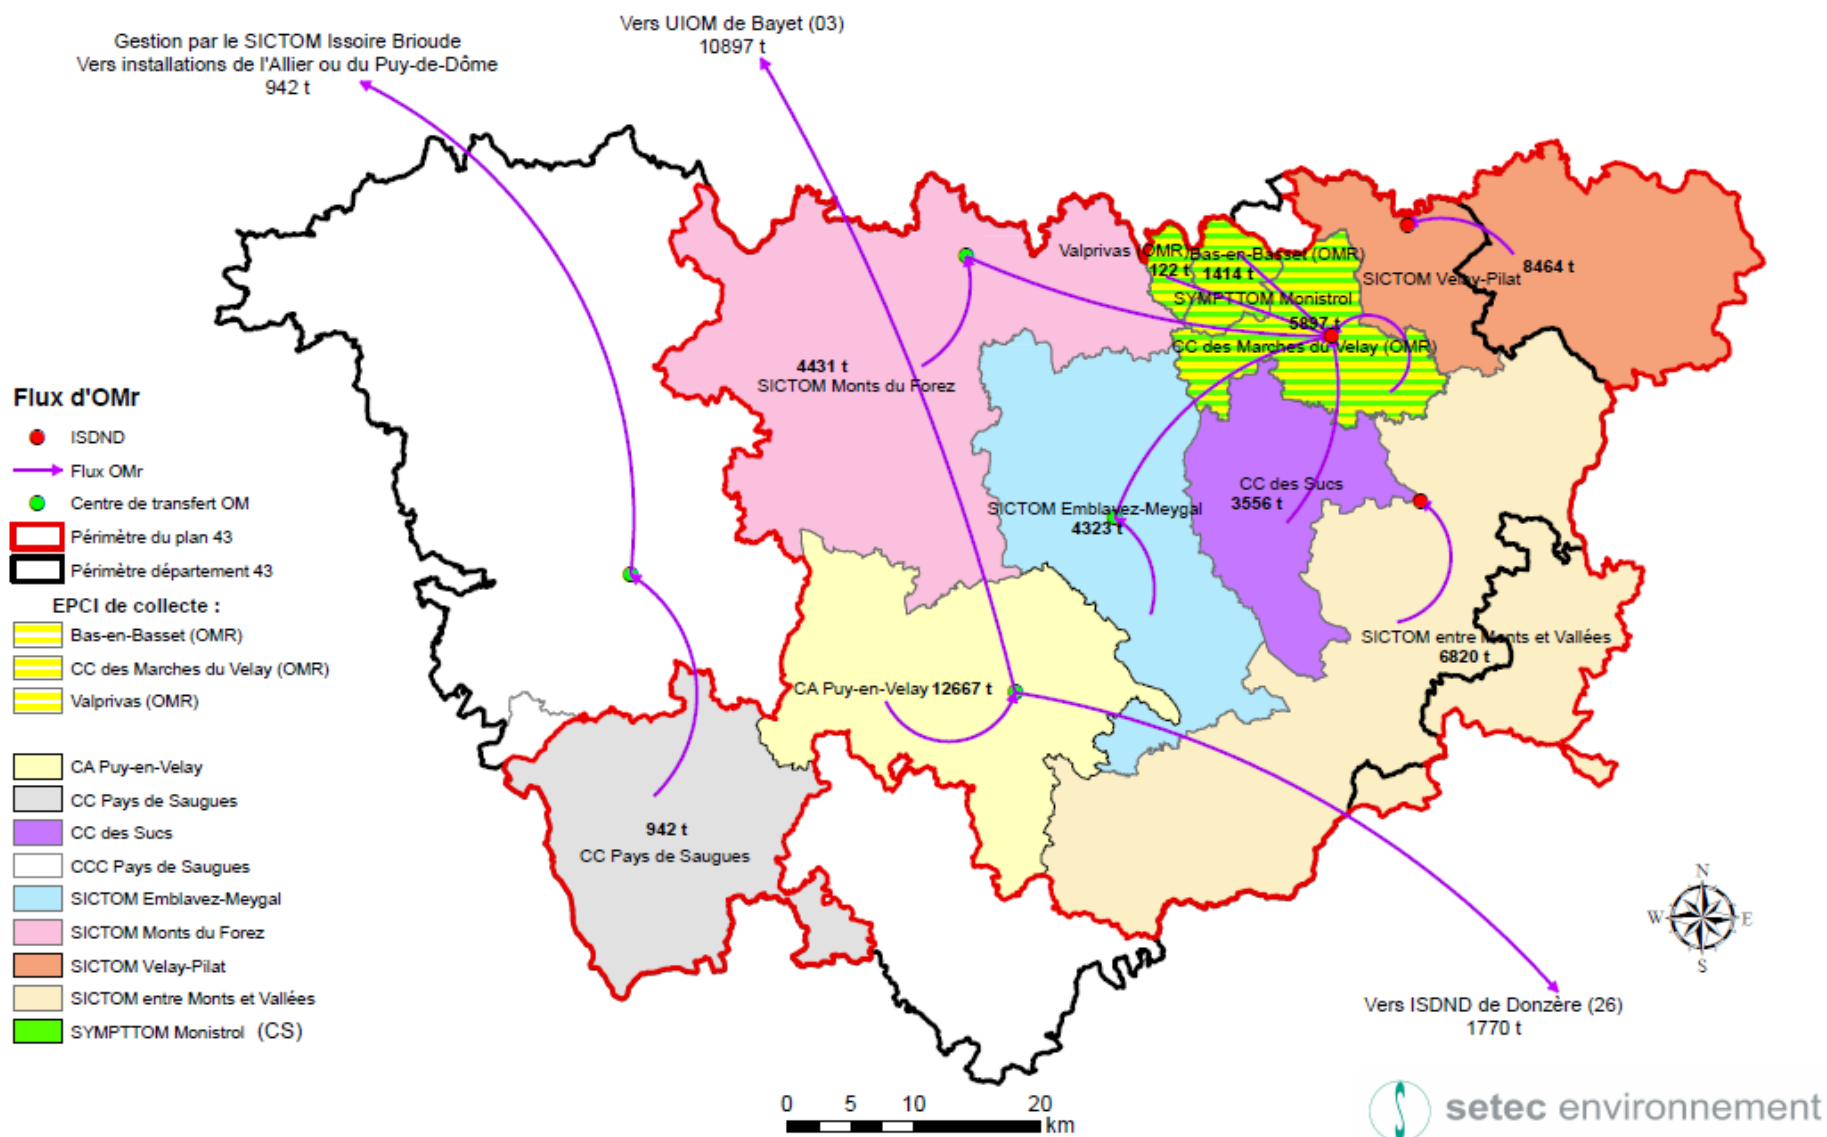 Vers UIOM de Bayet (03)
10897 t
Gestion par le SICTOM Issoire Brioude
Vers installations de l'Allier ou du Puy-de-Dôme
942 t
Valprivas (OMR)
122 t
Bas-en-Basset (OMR)
1414 t
SICTOM Velay-Pilat
8464 t
SYMPTTOM Monistrol
5897 t
CC des Marches du Velay (OMR)
4431 t
SICTOM Monts du Forez
CC des Sucs
3556 t
SICTOM Emblavez-Meygal
4323 t
SICTOM entre Monts et Vallées
6820 t
CA Puy-en-Velay 12667 t
942 t
CC Pays de Saugues
Flux d'OMr
ISDND
Flux OMr
Centre de transfert OM
Périmètre du plan 43
Périmètre département 43
EPCI de collecte :
Bas-en-Basset (OMR)
CC des Marches du Velay (OMR)
Valprivas (OMR)
CA Puy-en-Velay
CC Pays de Saugues
CC des Sucs
CCC Pays de Saugues
SICTOM Emblavez-Meygal
SICTOM Monts du Forez
SICTOM Velay-Pilat
SICTOM entre Monts et Vallées
SYMPTTOM Monistrol (CS)
N
W E
S
Vers ISDND de Donzère (26)
1770 t
0 5 10 20
km
setec environnement